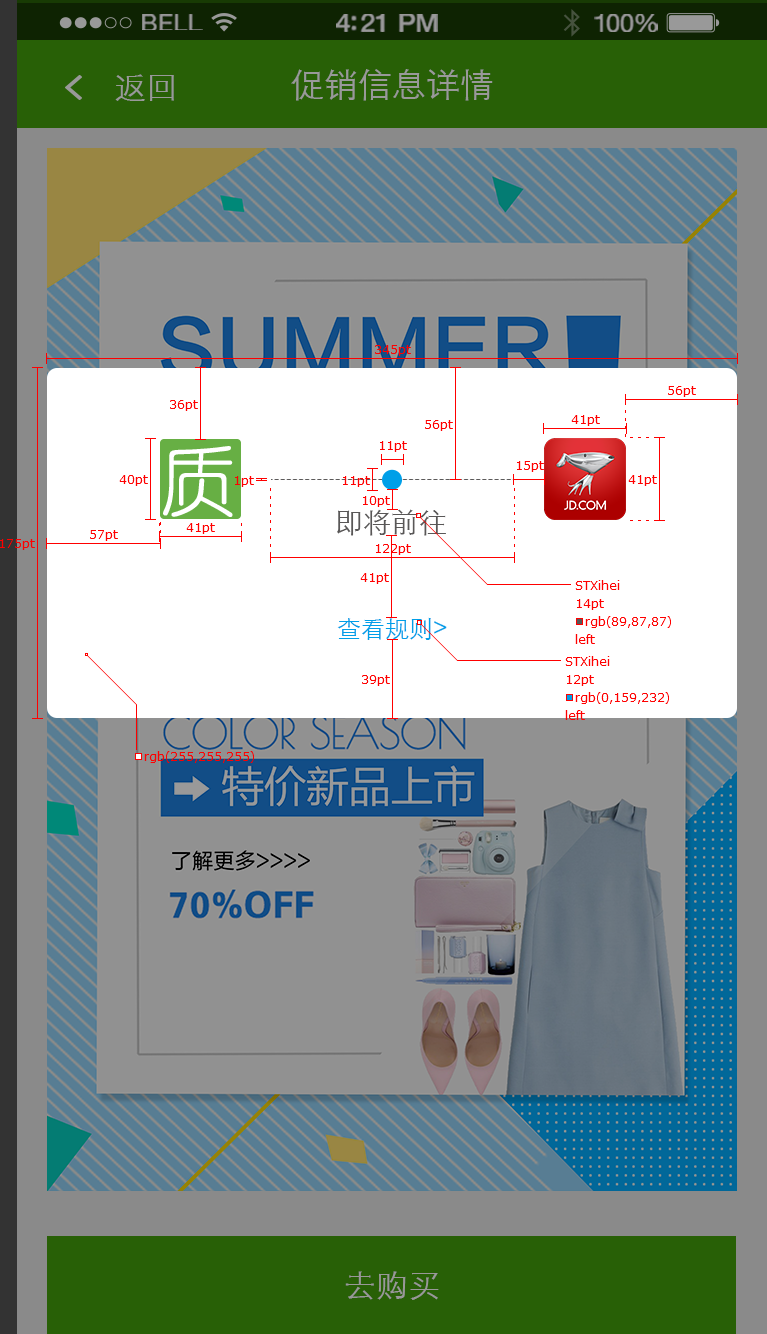 ●●●○○ BELL
4:21 PM
100%
返回
促销信息详情
SUMMER
345pt
36pt
56pt
56pt
41pt
11pt
40pt
质
1pt
11pt
15pt
41pt
JD.COM
10pt
即将前往
41pt
57pt
122pt
175pt
41pt
STXihei
14pt
rgb(89,87,87)
left
查看规则>
STXihei
12pt
rgb(0,159,232)
left
39pt
COLOR SEASON
rgb(255,255,255)
特价新品上市
了解更多>>>>
70%OFF
去购买